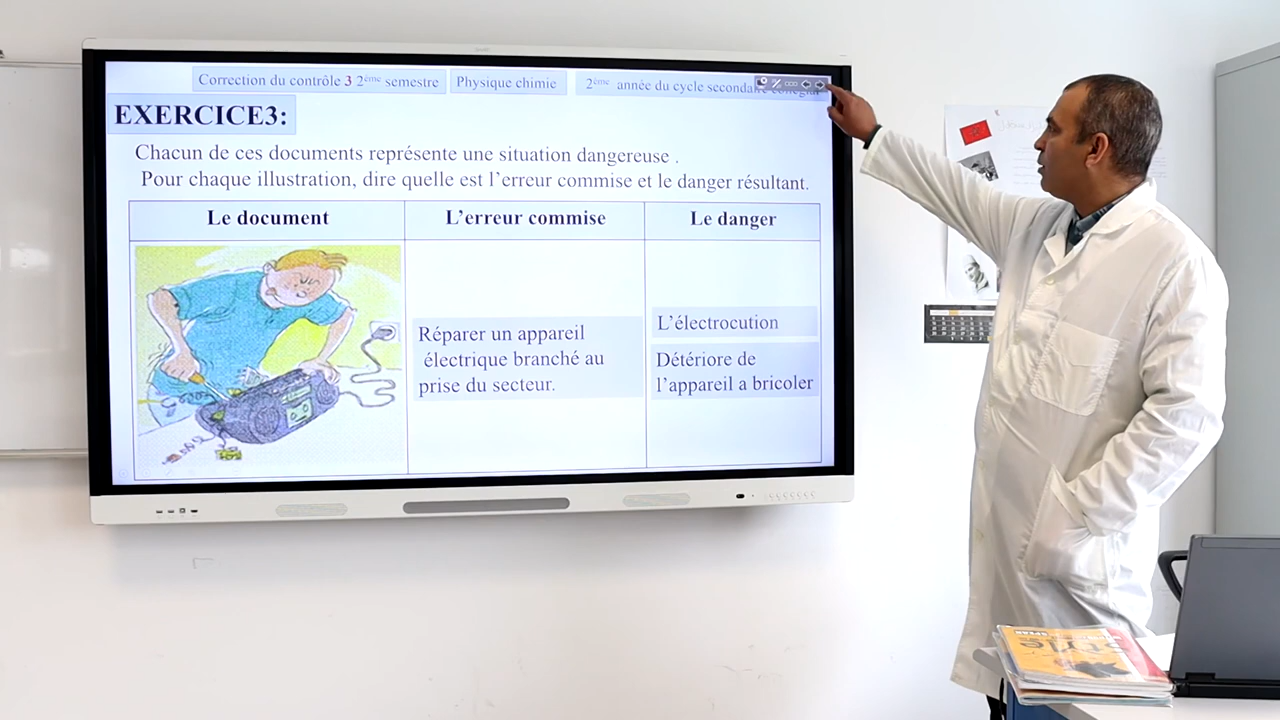 Correction du contrôle 3 2ème semestre
Physique chimie
2ème année du cycle secondaire collégial
EXERCICE3:
Chacun de ces documents représente une situation dangereuse .
Pour chaque illustration, dire quelle est l’erreur commise et le danger résultant.
Le document
L’erreur commise
Le danger
Réparer un appareil
électrique branché au
prise du secteur.
L’électrocution
Détériore de
l’appareil a bricoler